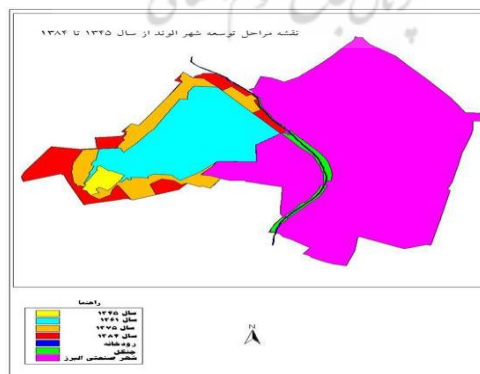 نقشه مراحل توسعه شهر الوند از سال ۱۳۴۵ تا ۱۳۸۴
N
راهنما
سال ۱۳۴۵
سال ۱۳۶۱
سال ۱۳۷۵
سال ۱۳۸۴
رودخانه
جنگل
شهر صنعتی البرز